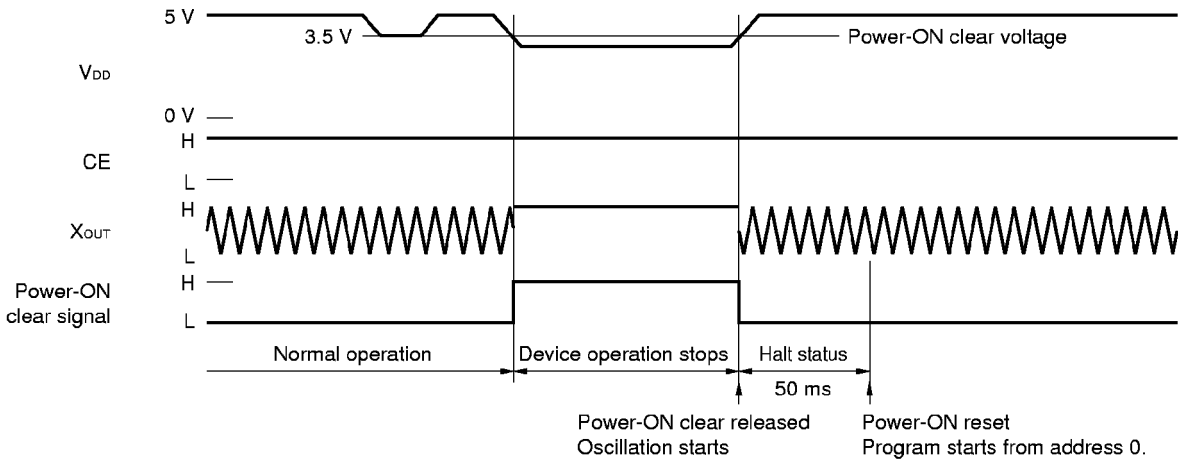 5 V
3.5 V
Power-ON clear voltage
VDD
0 V
H
CE
L
H
XOUT
L
Power-ON
clear signal
H
L
Normal operation
Device operation stops
Halt status
50 ms
Power-ON clear released
Oscillation starts
Power-ON reset
Program starts from address 0.